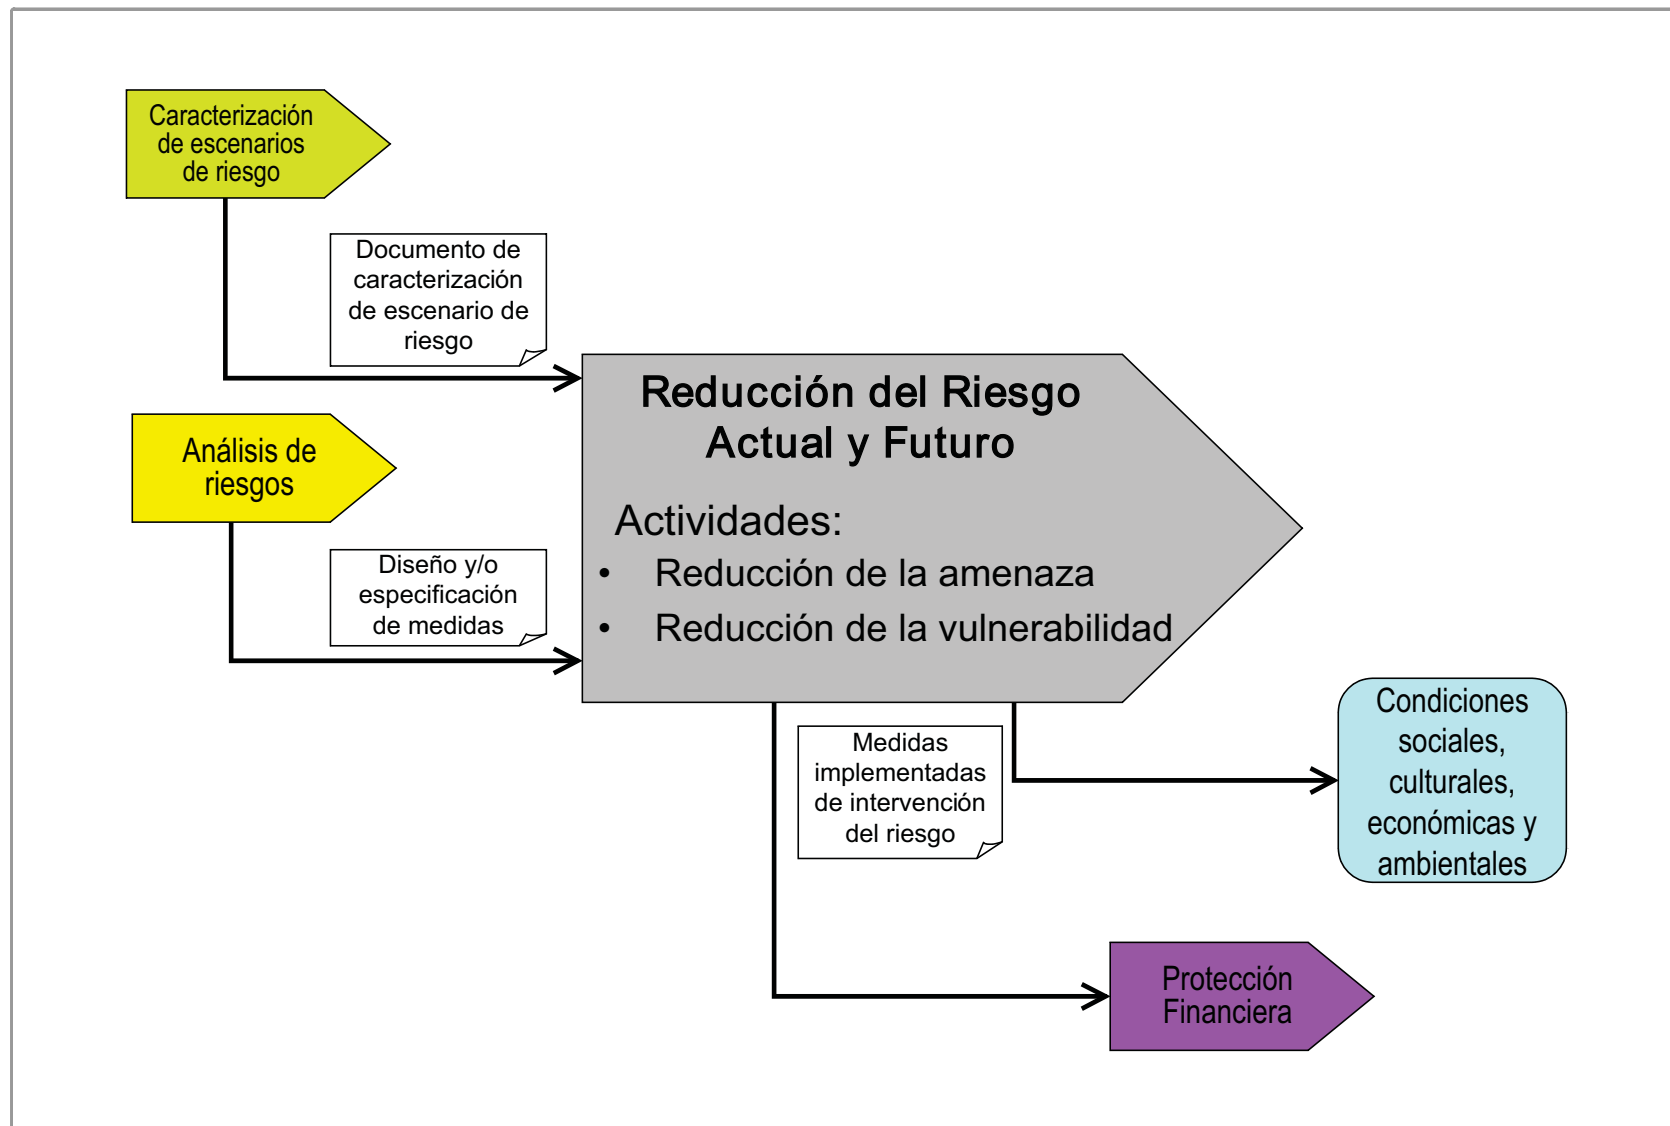 Caracterización
de escenarios
de riesgo
Documento de
caracterización
de escenario de
riesgo
Reducción del Riesgo
Actual y Futuro
Análisis de
riesgos
Actividades:
• Reducción de la amenaza
• Reducción de la vulnerabilidad
Diseño y/o
especificación
de medidas
Medidas
implementadas
de intervención
del riesgo
Condiciones
sociales,
culturales,
económicas y
ambientales
Protección
Financiera